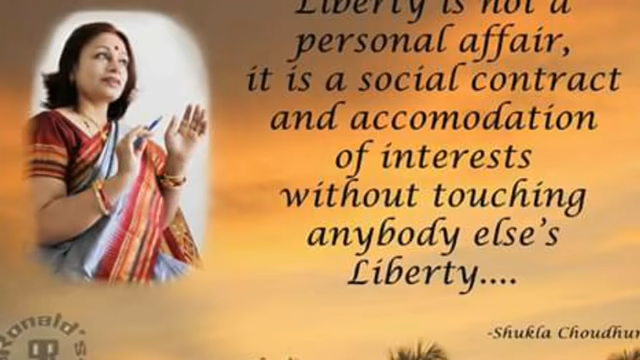 Liberty is not a
personal affair,
it is a social contract
and accomodation
of interests
without touching
anybody else's
Liberty....
-Shukla Choudhur
Ronald's